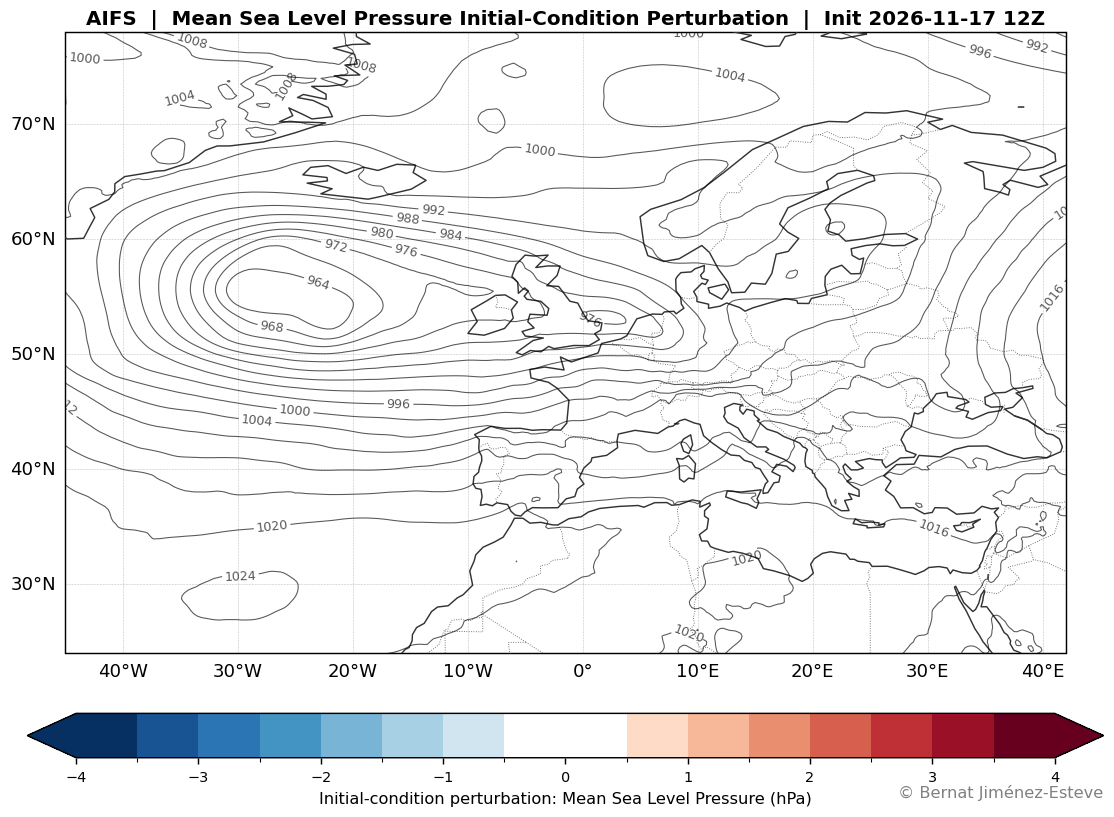 AIFS | Mean Sea Level Pressure Initial-Condition Perturbation | Init 2026-11-17 12Z
1008
1000
1000
996
992
1008
1004
1008
1004
70°N
1000
992
988
60°N
980
984
972
976
964
1016
968
976
50°N
1000
996
1004
12
40°N
1020
1016
1020
1024
30°N
1020
40°W 30°W 20°W 10°W 0° 10°E 20°E 30°E 40°E
−4 −3 −2 −1 0 1 2 3 4
Initial-condition perturbation: Mean Sea Level Pressure (hPa)
© Bernat Jiménez-Esteve